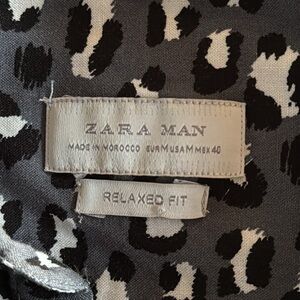 ZARA MAN
MADE IN MOROCCO EUR M USA M MEX 40
RELAXED FIT